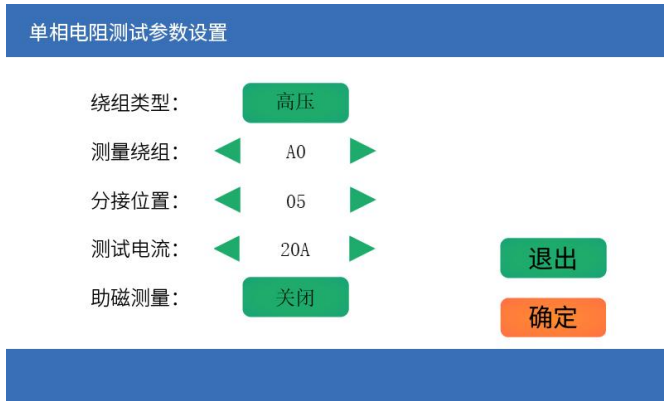 单相电阻测试参数设置
绕组类型： 高压
测量绕组： A0
分接位置： 05
测试电流： 20A
退出
助磁测量： 关闭
确定